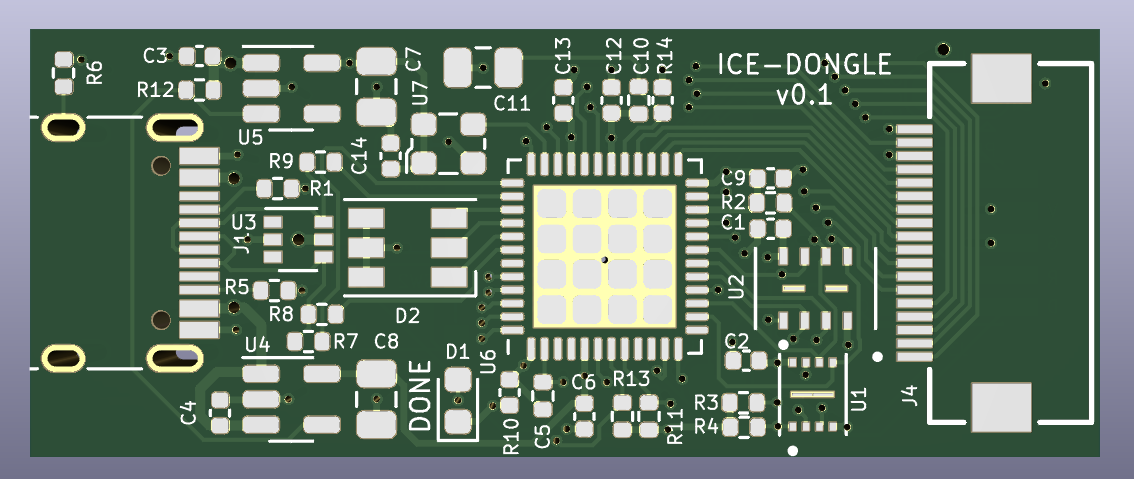 C3
R6
R12
U5
C7
U7
C11
C13
C12
C10
R14
ICE-DONGLE
v0.1
R9
C14
R1
U3
J1
C9
R2
C1
U2
R5
R8
D2
U4
R7
C8
D1
U6
DONE
C4
R10
C5
C6
R13
R11
C2
R3
R4
U1
J4